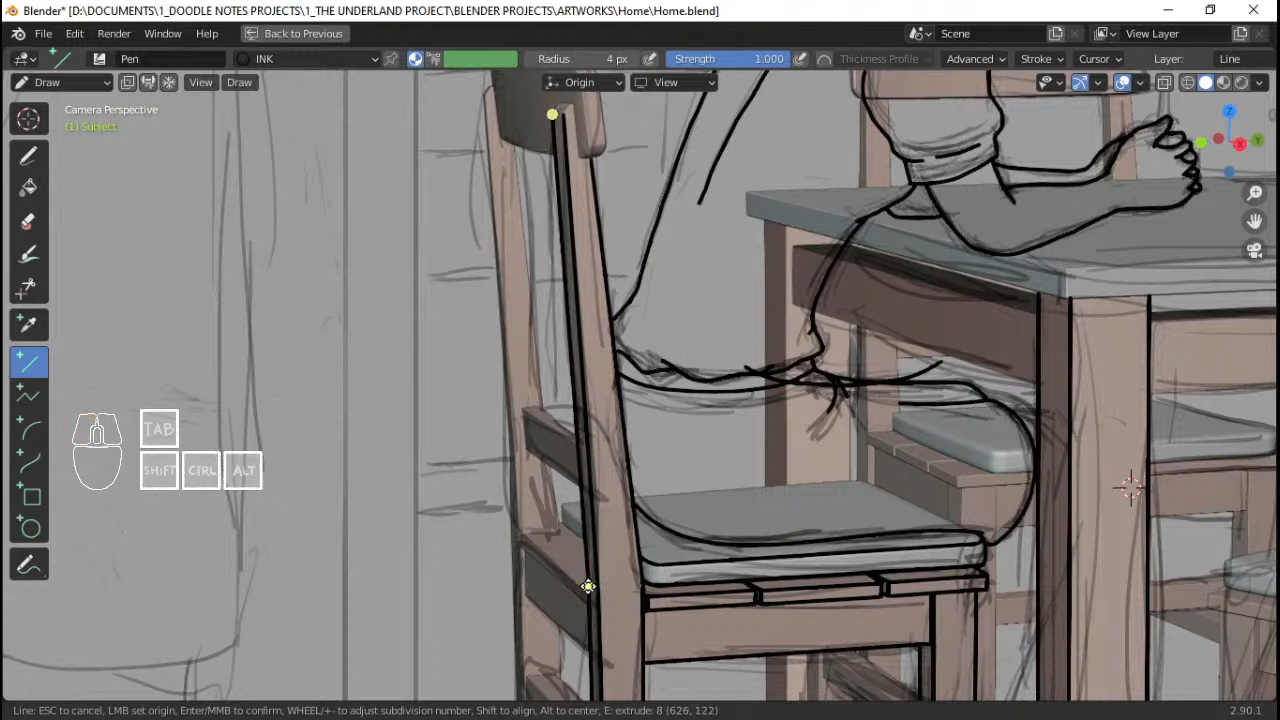 Blender* [D:\DOCUMENTS\1_DOODLE NOTES PROJECTS\1_THE UNDERLAND PROJECT\BLENDER PROJECTS\ARTWORKS\Home\Home.blend]
File Edit Render Window Help Back to Previous Scene View Layer
Pen INK Radius 4 px Strength 1.000 Thickness Profile Advanced Stroke Cursor Layer: Line
Draw View Draw Origin View
Camera Perspective
(1) Subject
Z
Y
X
TAB
SHIFT CTRL ALT
Line: ESC to cancel, LMB set origin, Enter/MMB to confirm, WHEEL/+- to adjust subdivision number, Shift to align, Alt to center, E: extrude: 8 (626, 122) 2.90.1